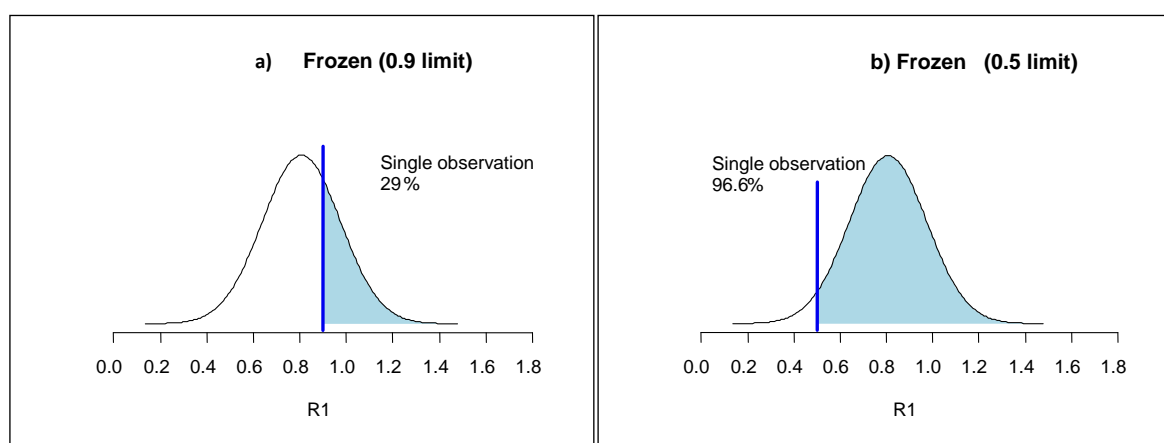 a) Frozen (0.9 limit)
Single observation
29%
0.0 0.2 0.4 0.6 0.8 1.0 1.2 1.4 1.6 1.8
R1
b) Frozen (0.5 limit)
Single observation
96.6%
0.0 0.2 0.4 0.6 0.8 1.0 1.2 1.4 1.6 1.8
R1